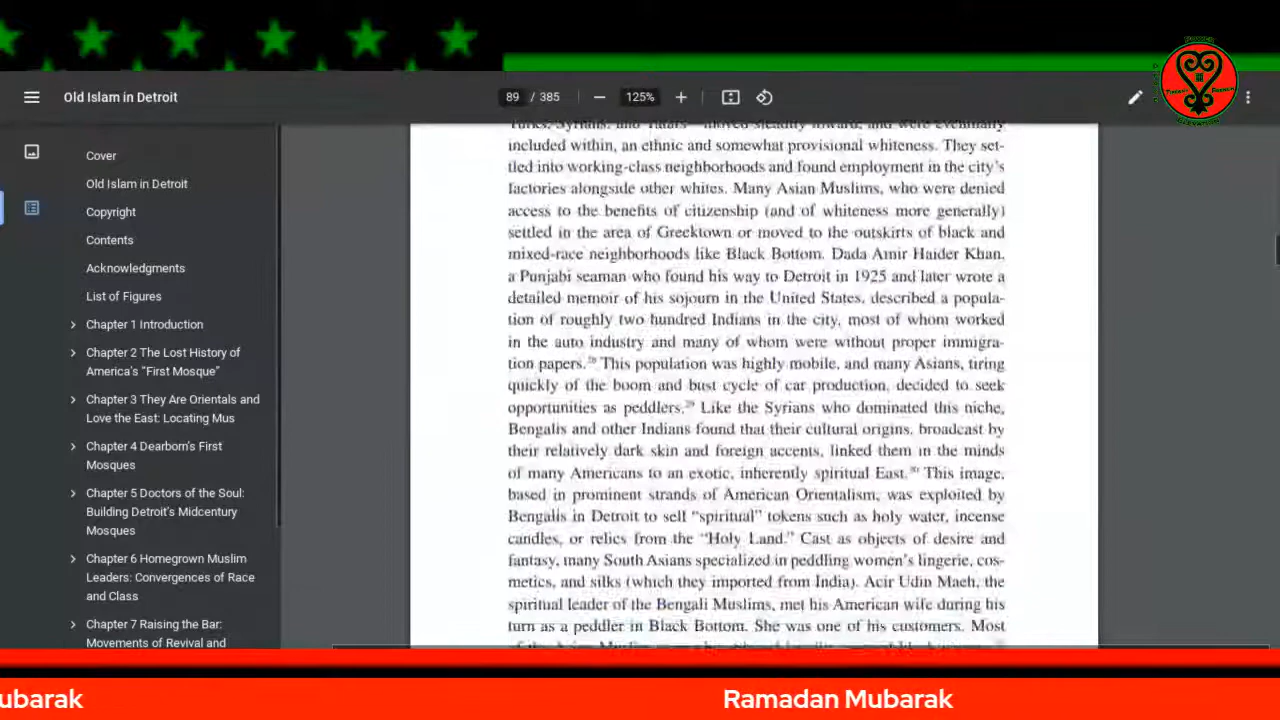 Old Islam in Detroit
89 / 385
125%
Cover
Old Islam in Detroit
Copyright
Contents
Acknowledgments
List of Figures
Chapter 1 Introduction
Chapter 2 The Lost History of
America's "First Mosque"
Chapter 3 They Are Orientals and
Love the East: Locating Mus
Chapter 4 Dearborn's First
Mosques
Chapter 5 Doctors of the Soul:
Building Detroit's Midcentury
Mosques
Chapter 6 Homegrown Muslim
Leaders: Convergences of Race
and Class
Chapter 7 Raising the Bar:
Movements of Revival and
Turks, Syrians, and Tatars—moved steadily toward, and were eventually
included within, an ethnic and somewhat provisional whiteness. They set-
tled into working-class neighborhoods and found employment in the city's
factories alongside other whites. Many Asian Muslims, who were denied
access to the benefits of citizenship (and of whiteness more generally)
settled in the area of Greektown or moved to the outskirts of black and
mixed-race neighborhoods like Black Bottom. Dada Amir Haider Khan,
a Punjabi seaman who found his way to Detroit in 1925 and later wrote a
detailed memoir of his sojourn in the United States, described a popula-
tion of roughly two hundred Indians in the city, most of whom worked
in the auto industry and many of whom were without proper immigra-
tion papers.28 This population was highly mobile, and many Asians, tiring
quickly of the boom and bust cycle of car production, decided to seek
opportunities as peddlers.29 Like the Syrians who dominated this niche,
Bengalis and other Indians found that their cultural origins, broadcast by
their relatively dark skin and foreign accents, linked them in the minds
of many Americans to an exotic, inherently spiritual East.30 This image,
based in prominent strands of American Orientalism, was exploited by
Bengalis in Detroit to sell "spiritual" tokens such as holy water, incense
candles, or relics from the "Holy Land." Cast as objects of desire and
fantasy, many South Asians specialized in peddling women's lingerie, cos-
metics, and silks (which they imported from India). Acir Udin Maeh, the
spiritual leader of the Bengali Muslims, met his American wife during his
turn as a peddler in Black Bottom. She was one of his customers. Most
ubarak
Ramadan Mubarak